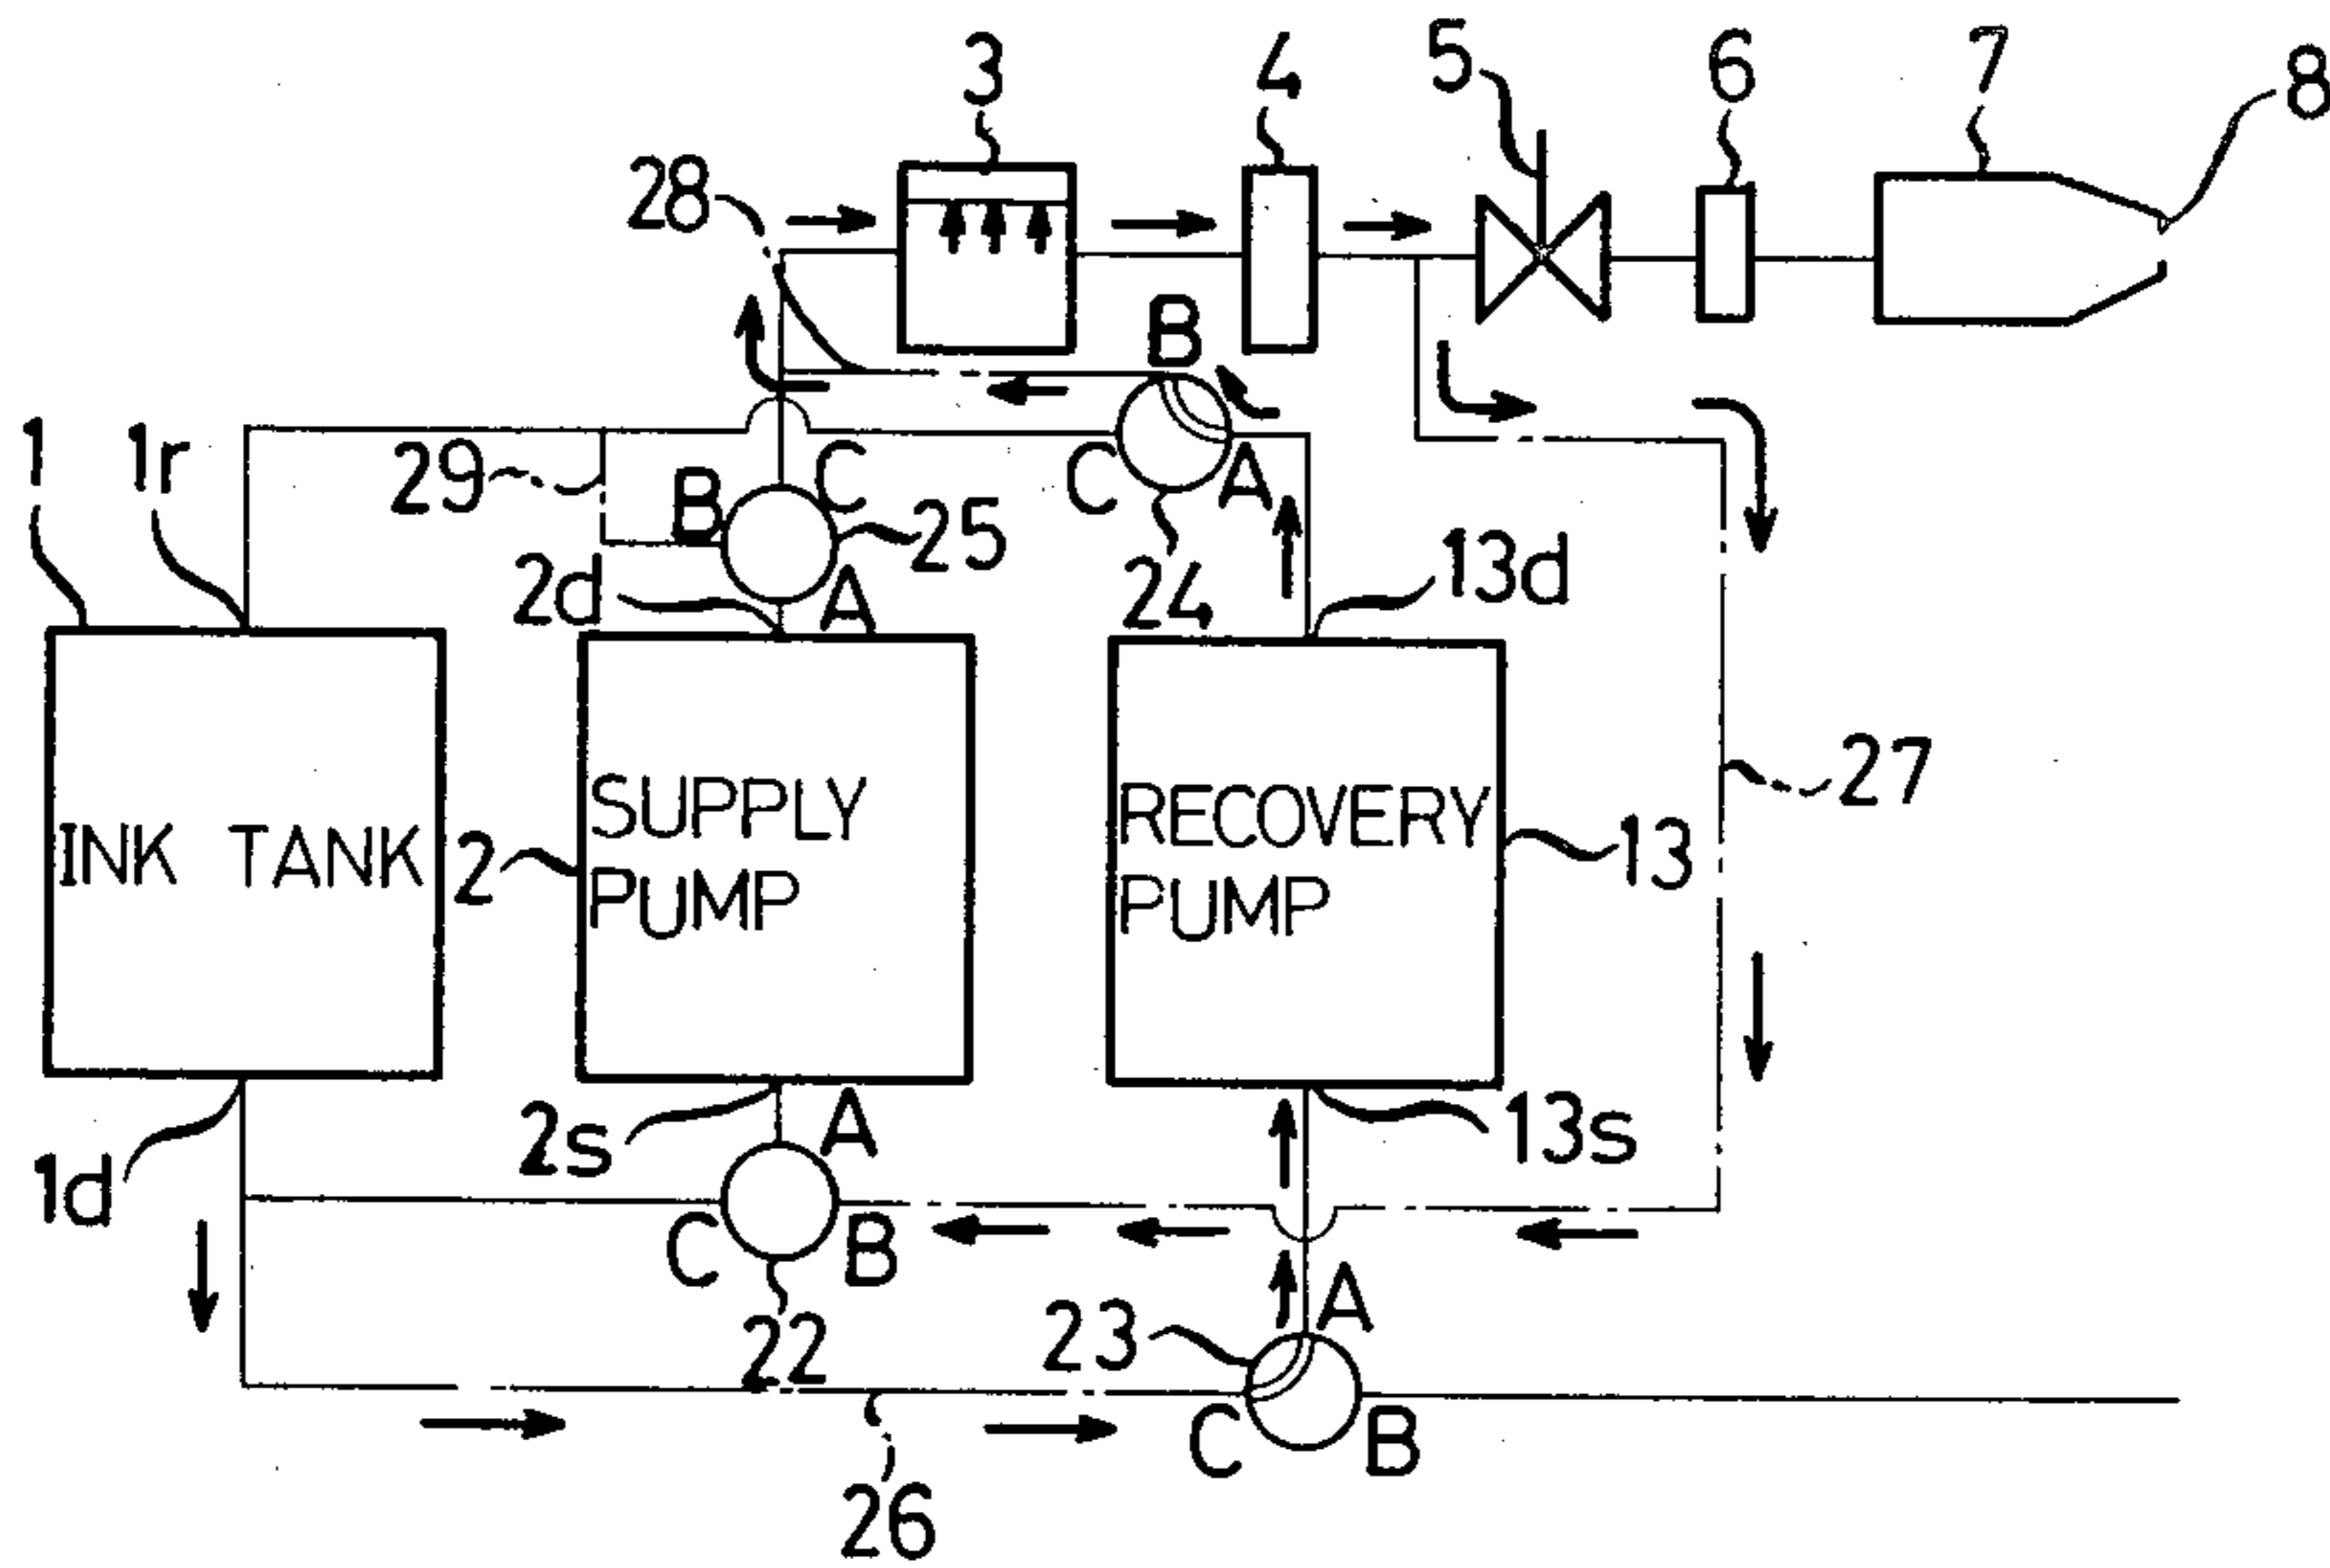 3 4 5 6 7 8
28
B
1 1r 29 B C C A
25
2d A 24 13d
INK TANK
2
SUPPLY
PUMP
RECOVERY
PUMP
13
27
1d 2s A 13s
C B
22 23 A
C B
26